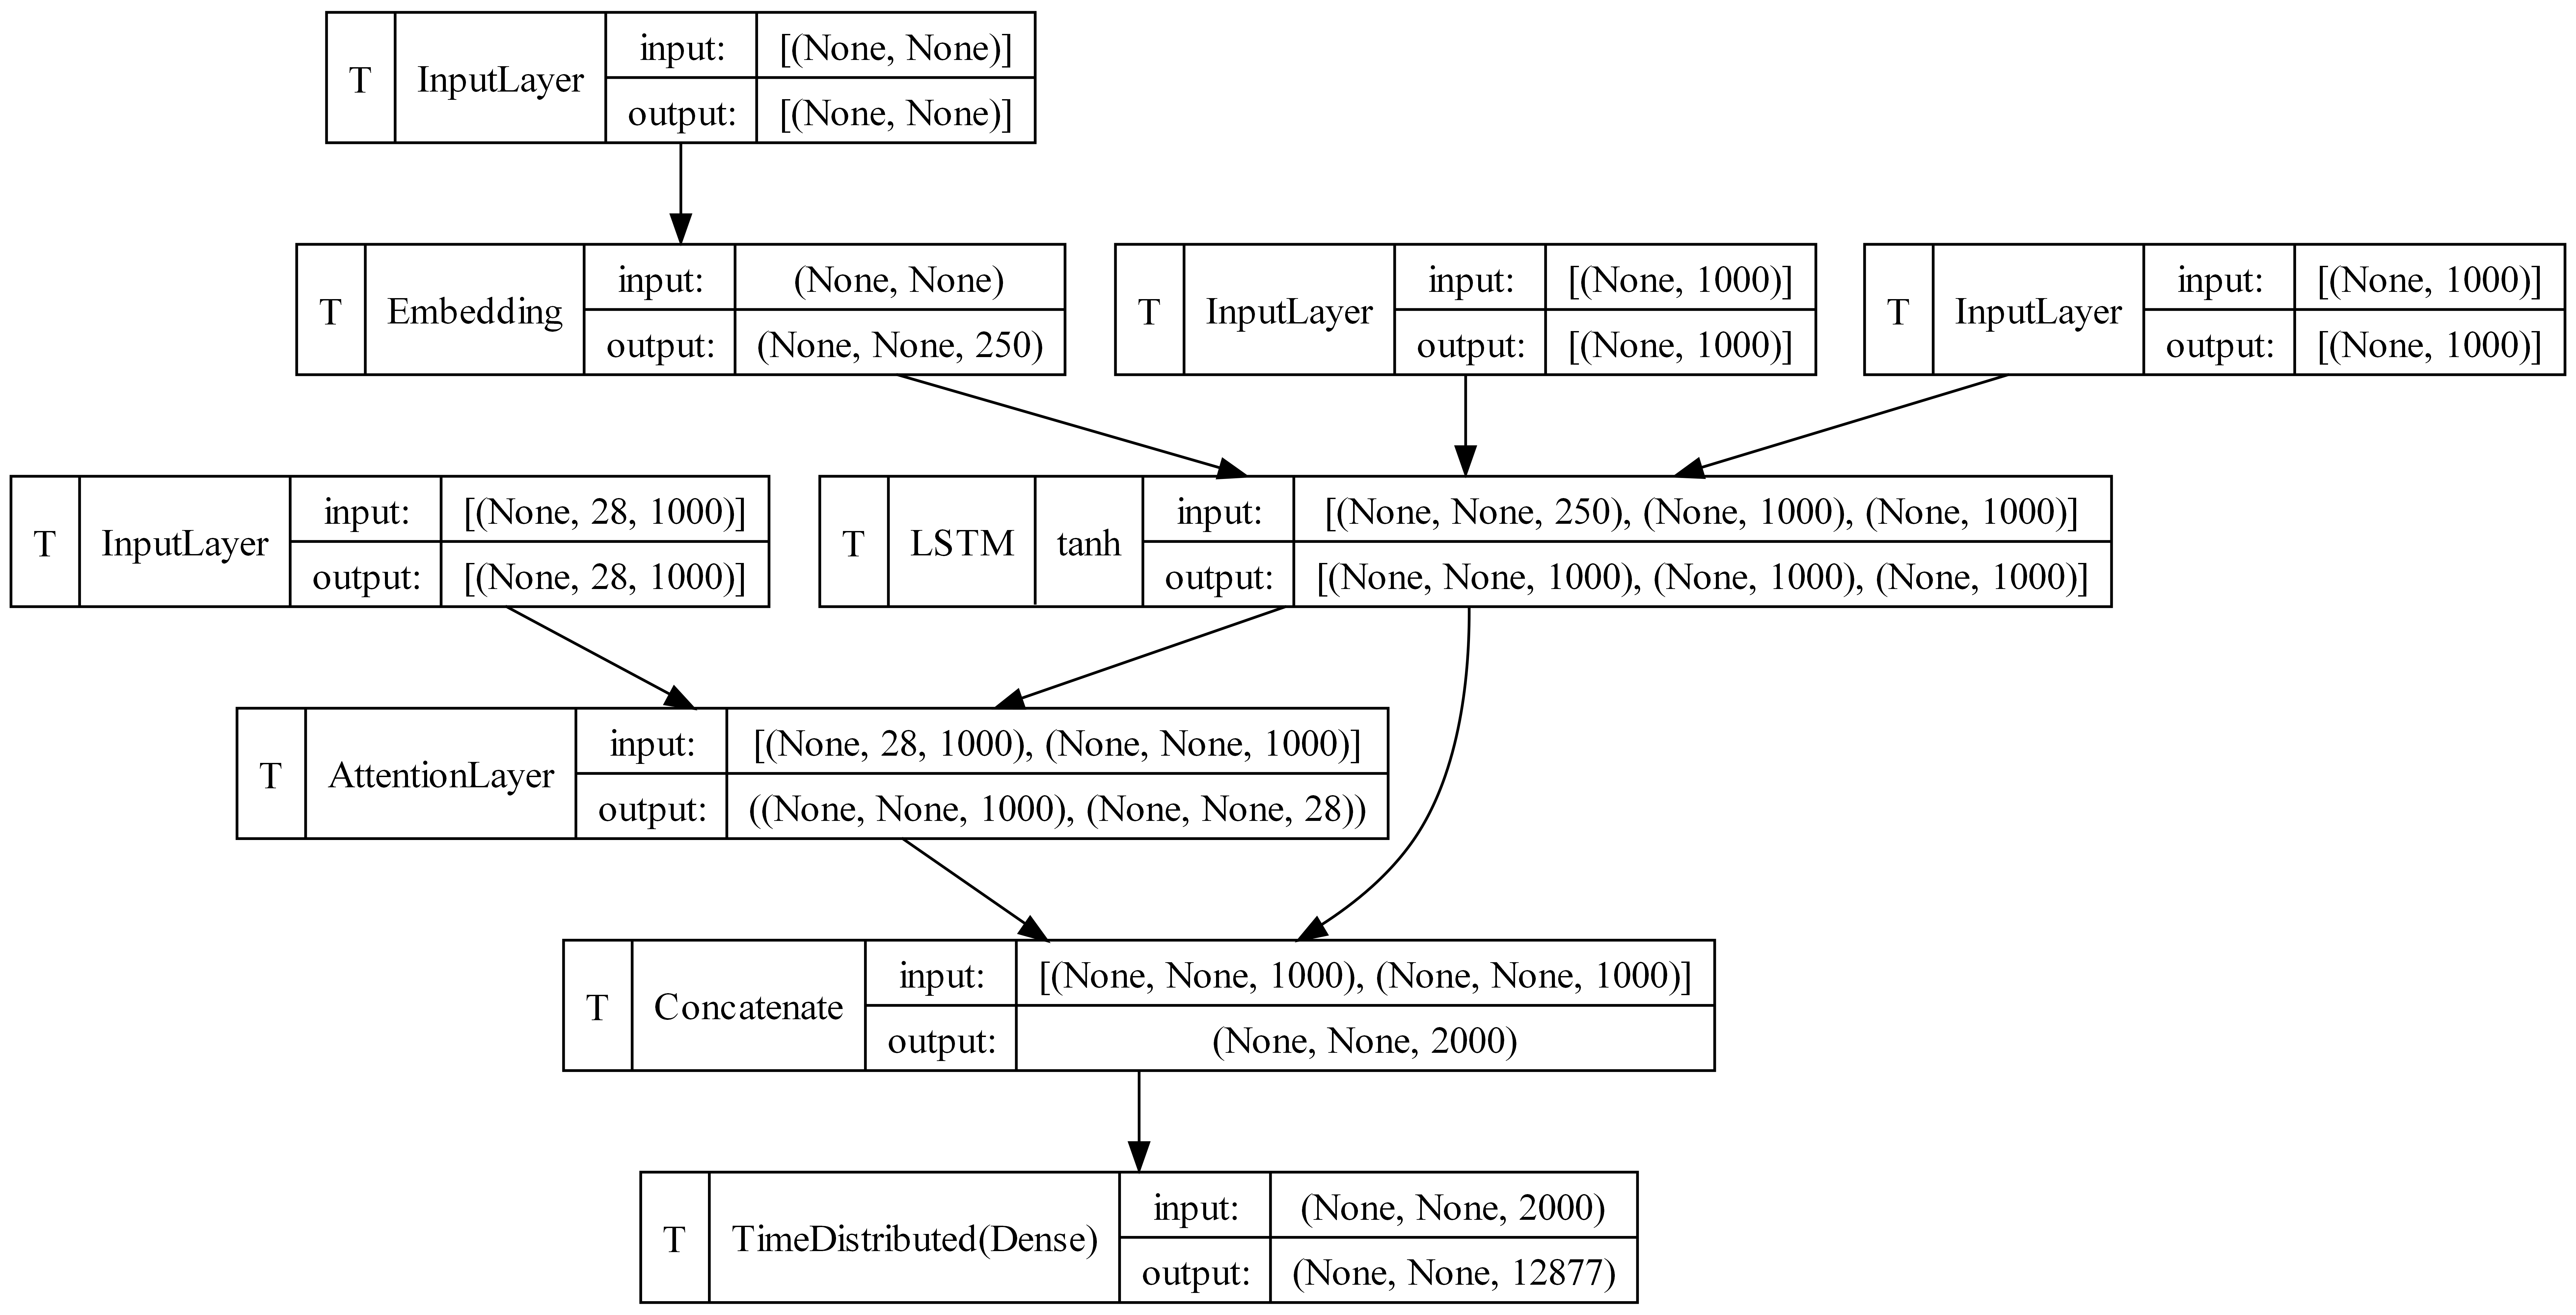 T InputLayer input: [(None, None)]
output: [(None, None)]
T Embedding input: (None, None)
output: (None, None, 250)
T InputLayer input: [(None, 1000)]
output: [(None, 1000)]
T InputLayer input: [(None, 1000)]
output: [(None, 1000)]
T InputLayer input: [(None, 28, 1000)]
output: [(None, 28, 1000)]
T LSTM tanh input: [(None, None, 250), (None, 1000), (None, 1000)]
output: [(None, None, 1000), (None, 1000), (None, 1000)]
T AttentionLayer input: [(None, 28, 1000), (None, None, 1000)]
output: ((None, None, 1000), (None, None, 28))
T Concatenate input: [(None, None, 1000), (None, None, 1000)]
output: (None, None, 2000)
T TimeDistributed(Dense) input: (None, None, 2000)
output: (None, None, 12877)